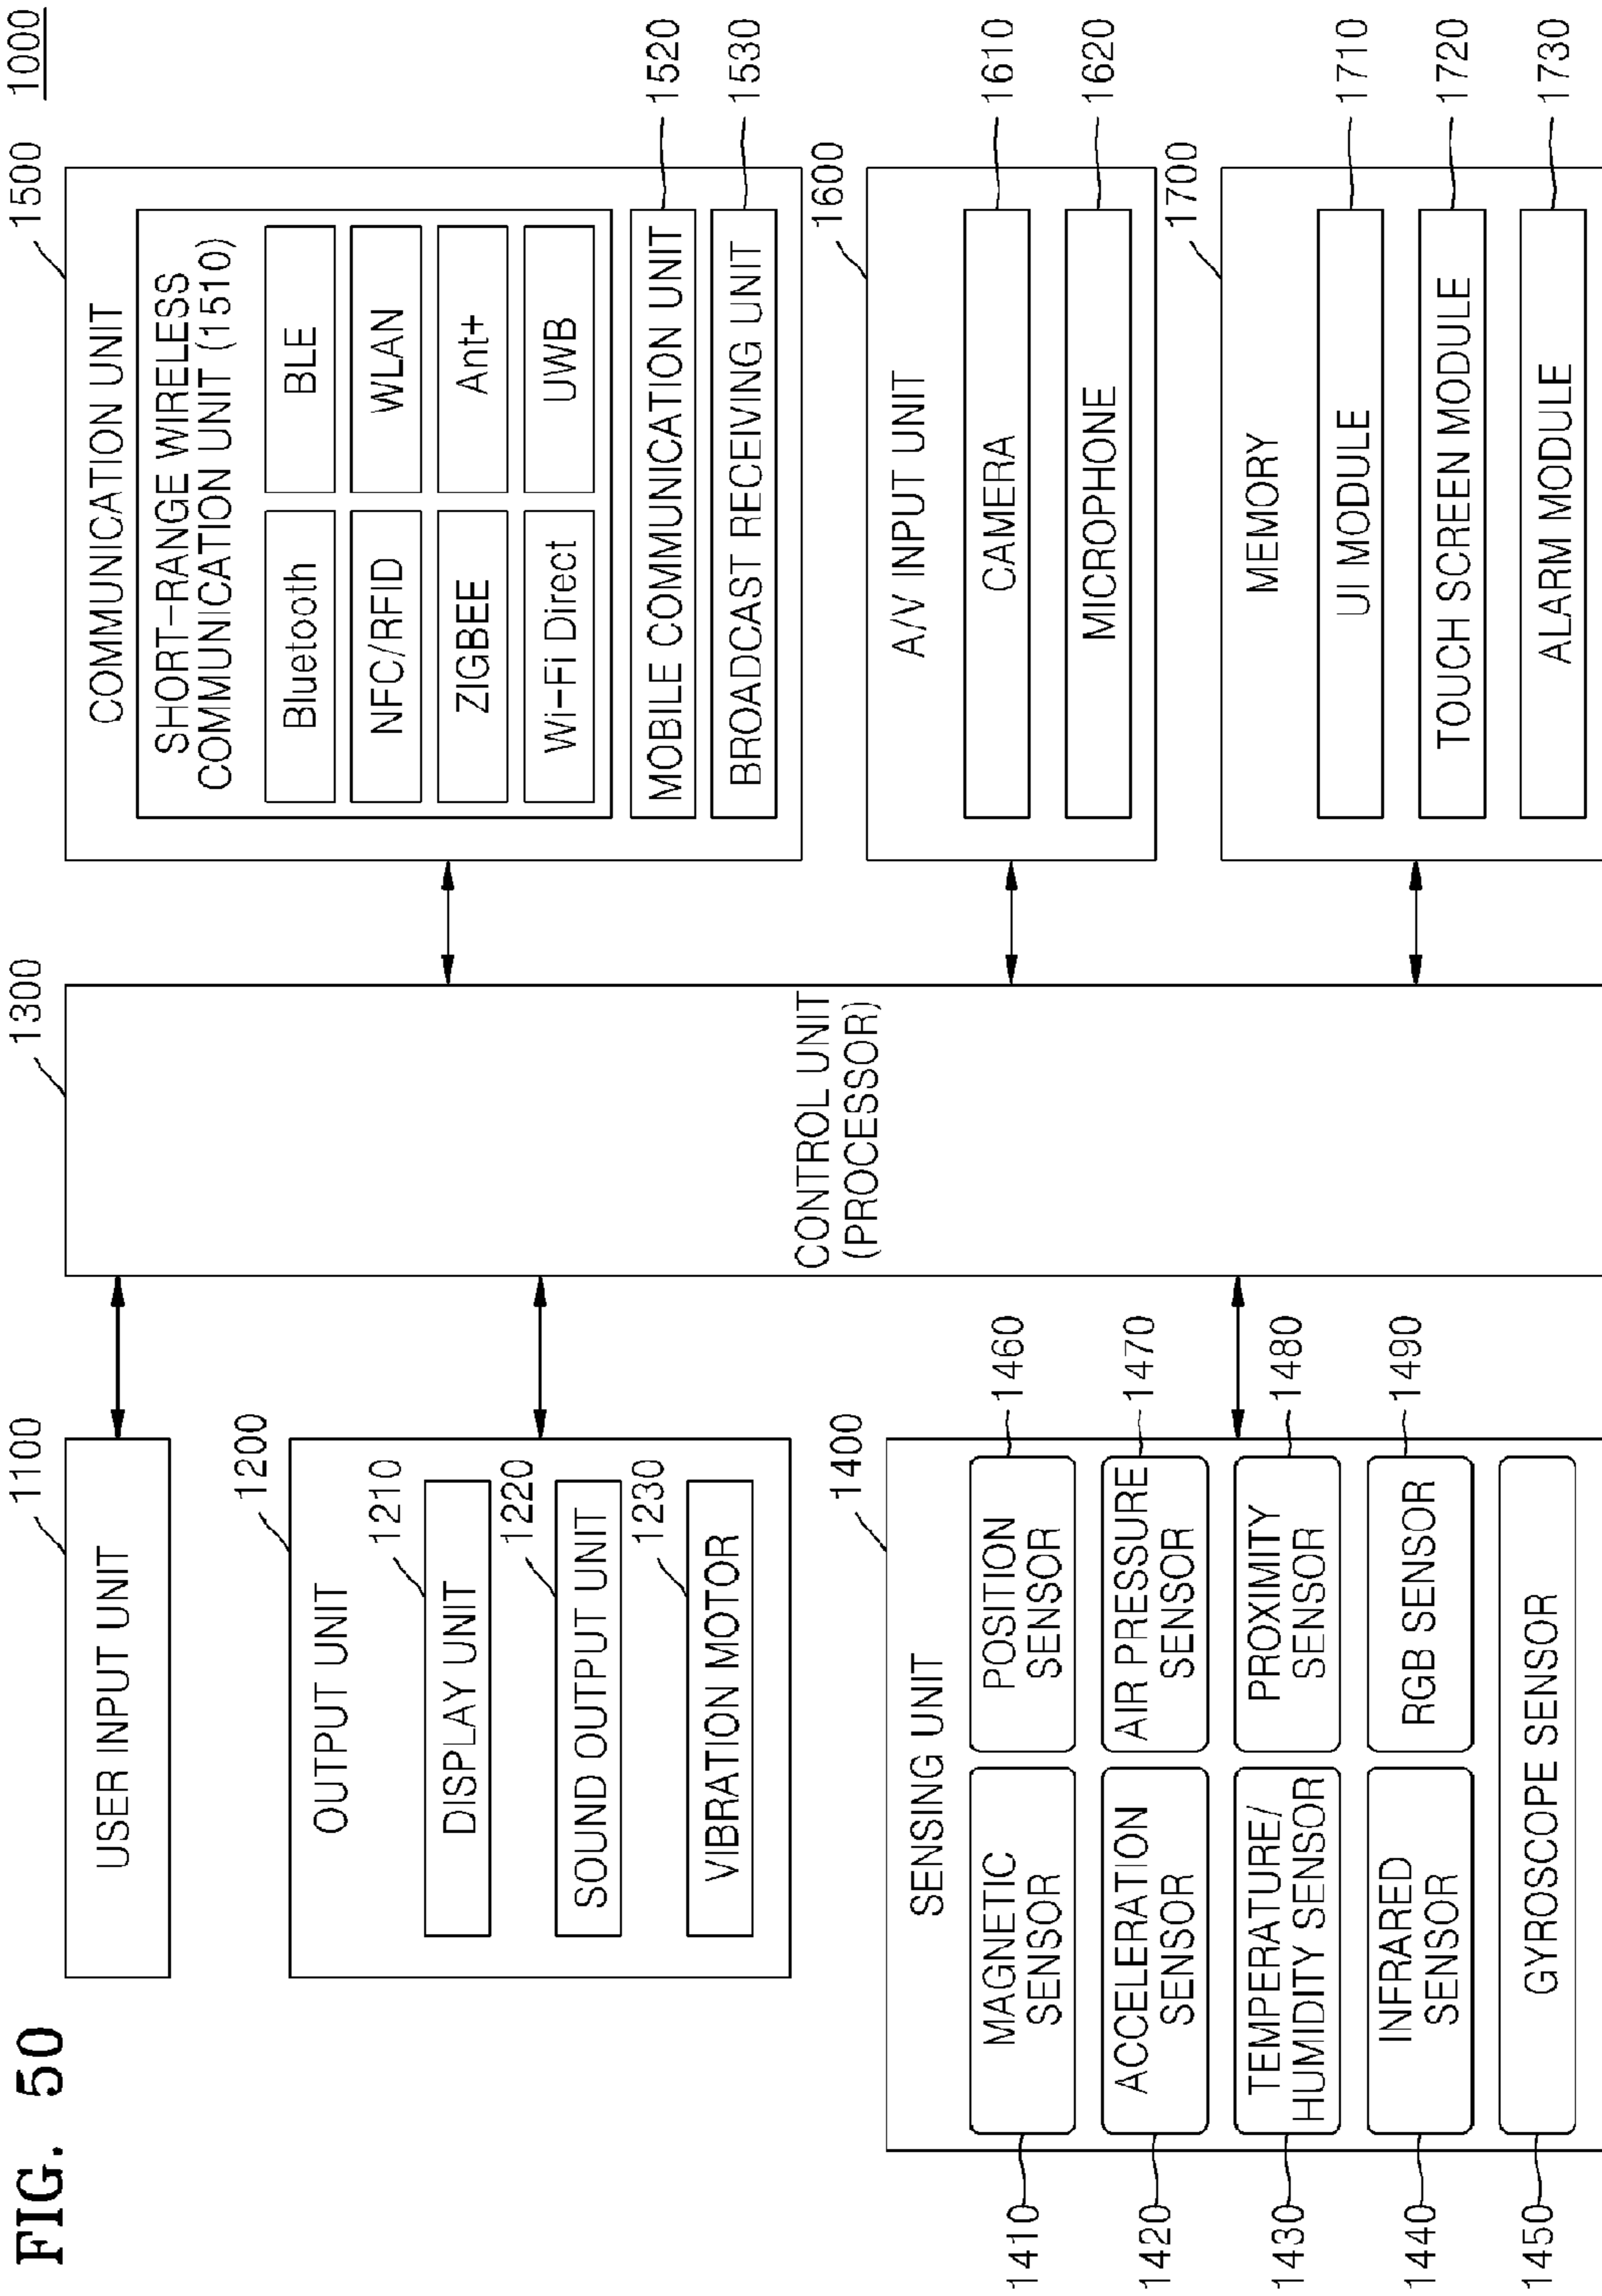 FIG. 50
1000
1100
USER INPUT UNIT
1200
OUTPUT UNIT
1210
DISPLAY UNIT
1220
SOUND OUTPUT UNIT
1230
VIBRATION MOTOR
1400
SENSING UNIT
1410
MAGNETIC
SENSOR
POSITION
SENSOR
1460
1420
ACCELERATION
SENSOR
AIR PRESSURE
SENSOR
1470
1430
TEMPERATURE/
HUMIDITY SENSOR
PROXIMITY
SENSOR
1480
1440
INFRARED
SENSOR
RGB SENSOR
1490
1450
GYROSCOPE SENSOR
1300
CONTROL UNIT
(PROCESSOR)
1500
COMMUNICATION UNIT
SHORT-RANGE WIRELESS
COMMUNICATION UNIT (1510)
Bluetooth
BLE
NFC/RFID
WLAN
ZIGBEE
Ant+
Wi-Fi Direct
UWB
MOBILE COMMUNICATION UNIT
1520
BROADCAST RECEIVING UNIT
1530
1600
A/V INPUT UNIT
CAMERA
1610
MICROPHONE
1620
1700
MEMORY
UI MODULE
1710
TOUCH SCREEN MODULE
1720
ALARM MODULE
1730